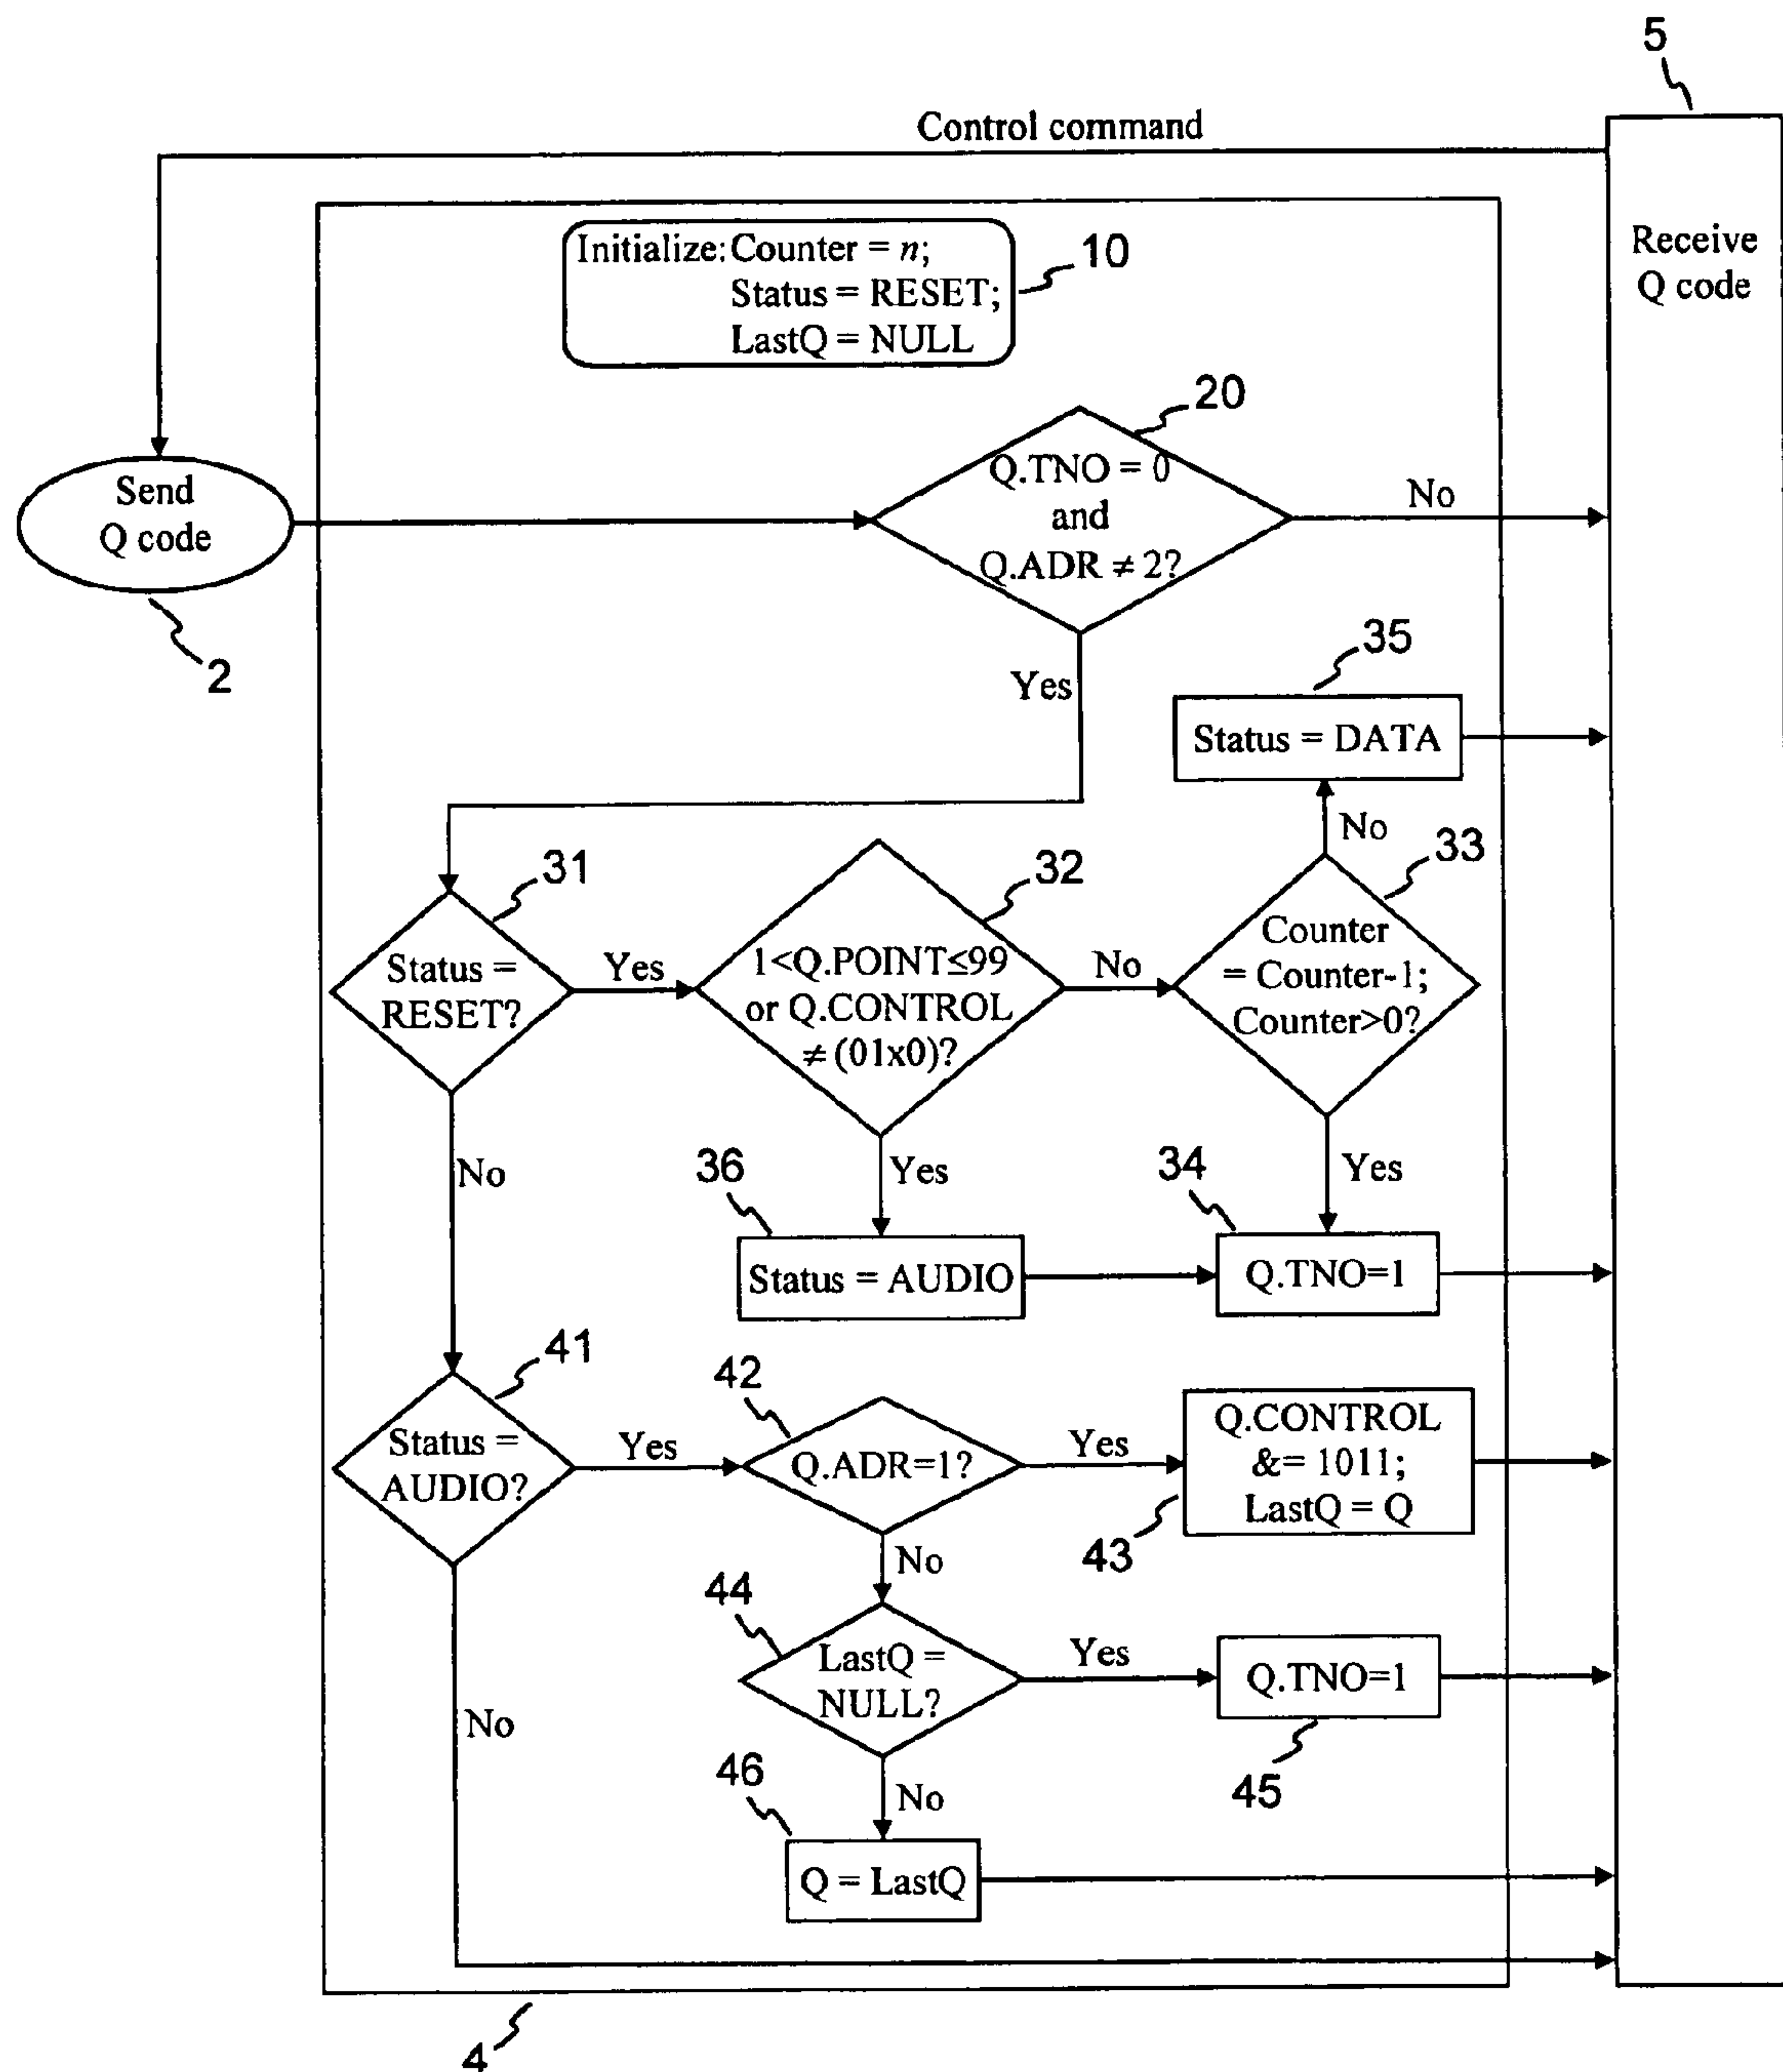 5
Control command
Receive
Q code
Initialize: Counter = n;
Status = RESET;
LastQ = NULL
10
20
Q.TNO = 0
and
Q.ADR ≠ 2?
No
Send
Q code
2
Yes
35
Status = DATA
No
31
32
33
Status =
RESET?
Yes
1<Q.POINT≤99
or Q.CONTROL
≠ (01x0)?
No
Counter
= Counter-1;
Counter>0?
No
36
Yes
34
Yes
Status = AUDIO
Q.TNO=1
41
42
Status =
AUDIO?
Yes
Q.ADR=1?
Yes
Q.CONTROL
&= 1011;
LastQ = Q
43
No
44
LastQ =
NULL?
Yes
Q.TNO=1
45
No
46
No
Q = LastQ
4